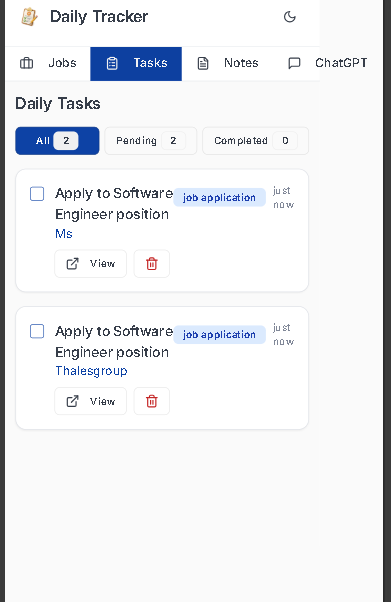 Daily Tracker
Jobs Tasks Notes ChatGPT
Daily Tasks
All 2 Pending 2 Completed 0
Apply to Software Engineer position
job application
just now
Ms
View
Apply to Software Engineer position
job application
just now
Thalesgroup
View